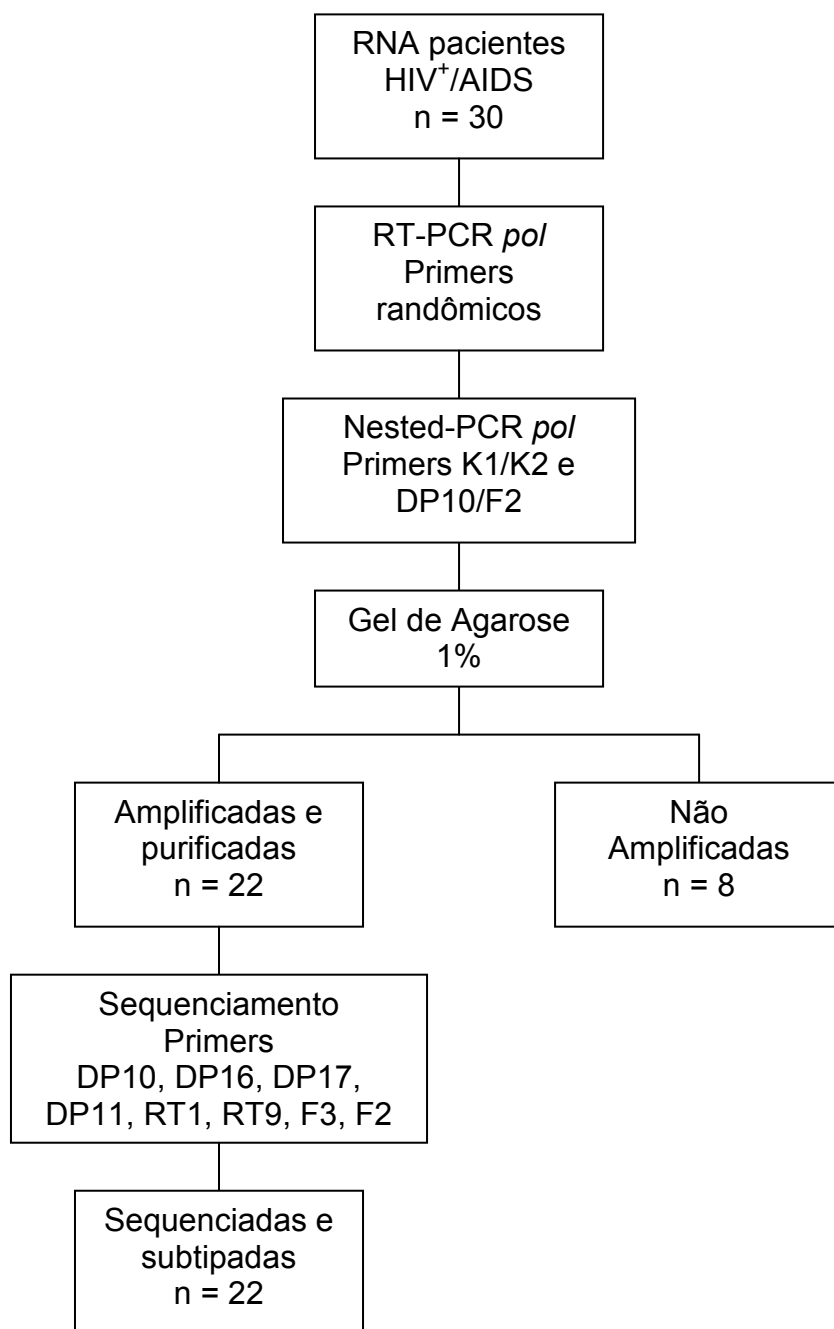 RNA pacientes
HIV⁺/AIDS
n = 30
RT-PCR pol
Primers
randômicos
Nested-PCR pol
Primers K1/K2 e
DP10/F2
Gel de Agarose
1%
Amplificadas e
purificadas
n = 22
Não
Amplificadas
n = 8
Sequenciamento
Primers
DP10, DP16, DP17,
DP11, RT1, RT9, F3, F2
Sequenciadas e
subtipadas
n = 22